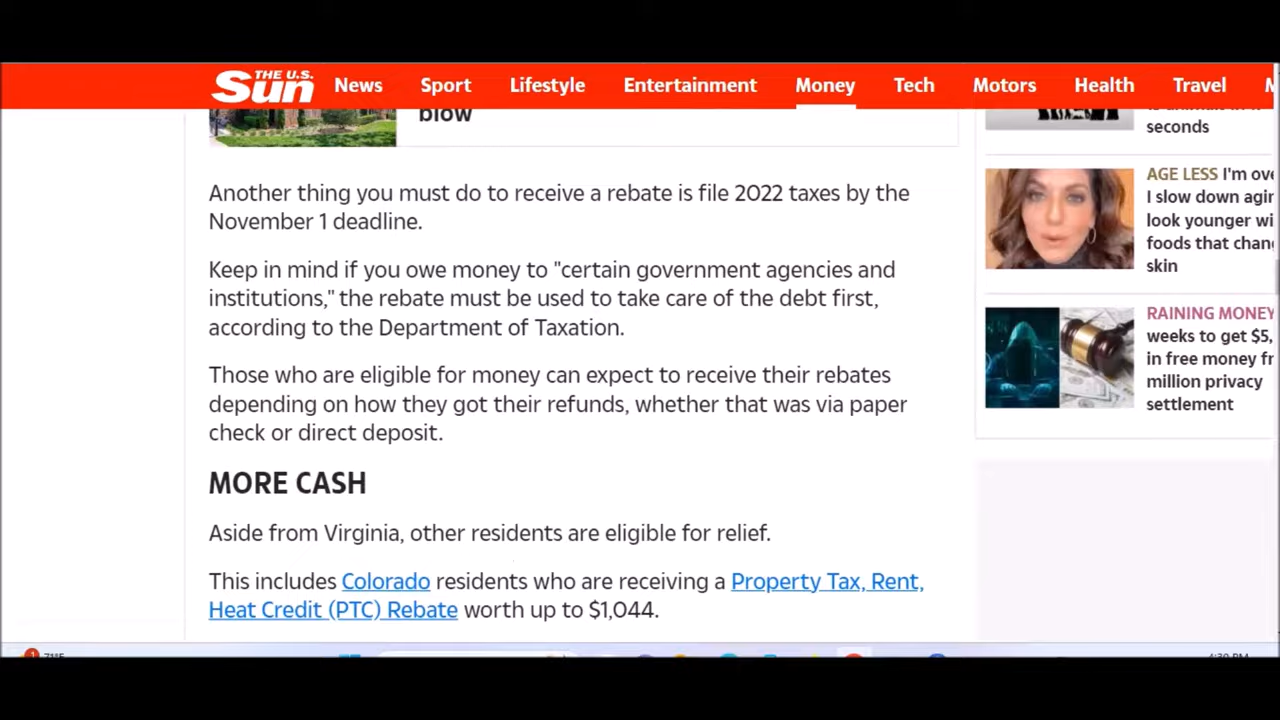 THE U.S. Sun News Sport Lifestyle Entertainment Money Tech Motors Health Travel
blow
Another thing you must do to receive a rebate is file 2022 taxes by the
November 1 deadline.
Keep in mind if you owe money to "certain government agencies and
institutions," the rebate must be used to take care of the debt first,
according to the Department of Taxation.
Those who are eligible for money can expect to receive their rebates
depending on how they got their refunds, whether that was via paper
check or direct deposit.
MORE CASH
Aside from Virginia, other residents are eligible for relief.
This includes Colorado residents who are receiving a Property Tax, Rent,
Heat Credit (PTC) Rebate worth up to $1,044.
seconds
AGE LESS I'm ove
I slow down agin
look younger wi
foods that chang
skin
RAINING MONEY
weeks to get $5,
in free money fr
million privacy
settlement